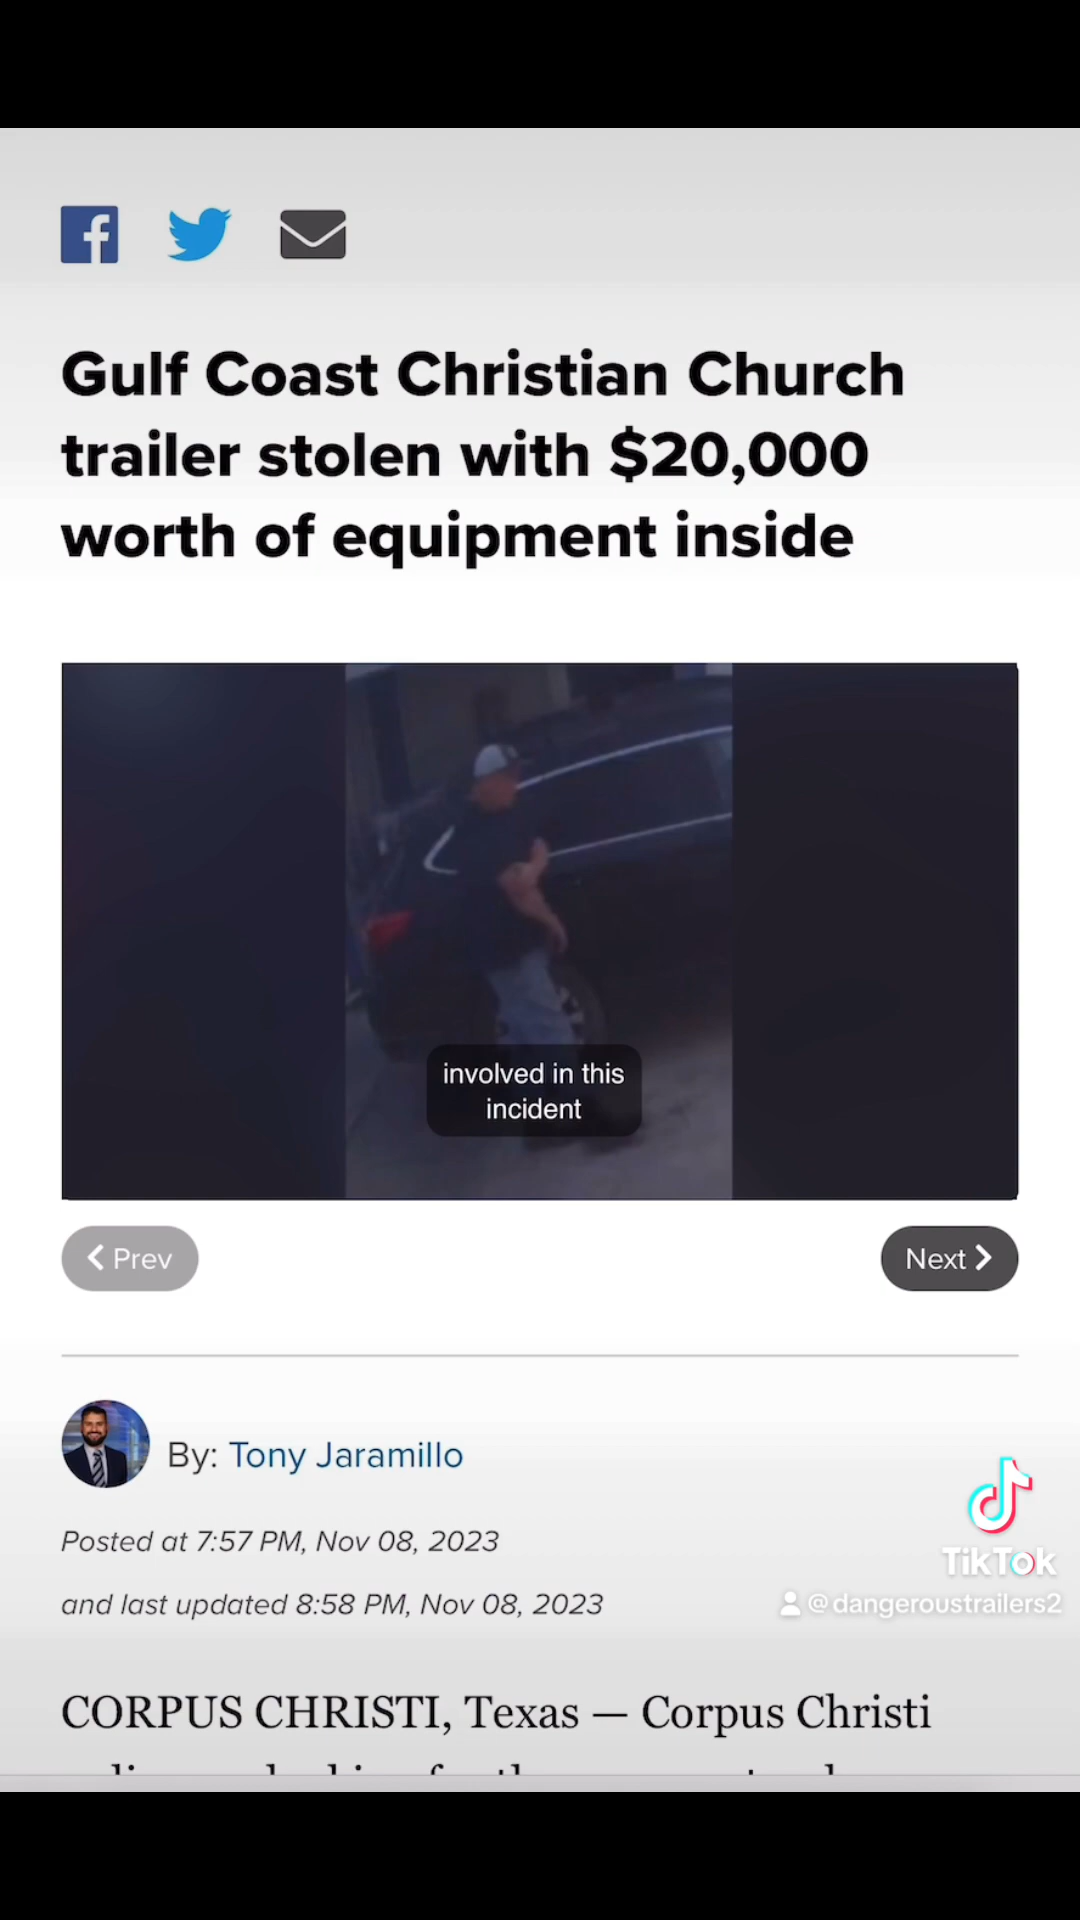 Gulf Coast Christian Church
trailer stolen with $20,000
worth of equipment inside
involved in this
incident
Prev
Next
By: Tony Jaramillo
Posted at 7:57 PM, Nov 08, 2023
and last updated 8:58 PM, Nov 08, 2023
TikTok
@dangeroustrailers2
CORPUS CHRISTI, Texas — Corpus Christi